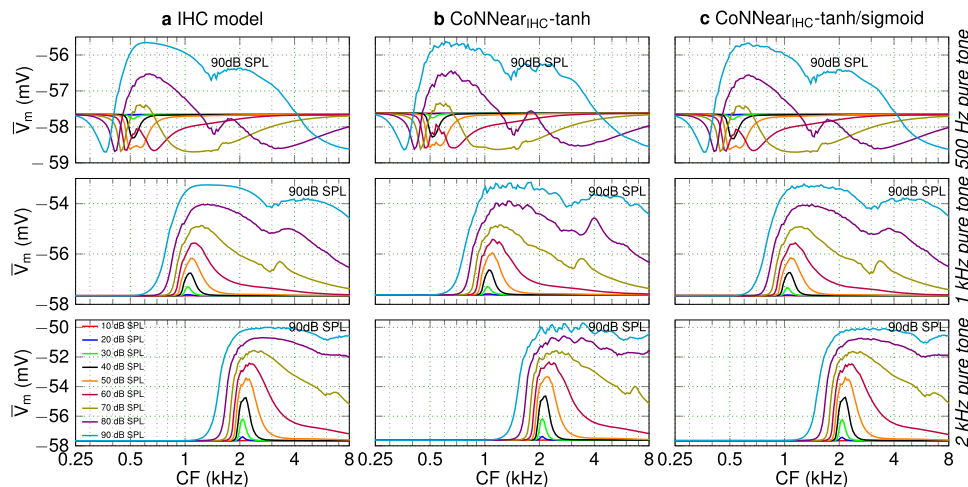 a IHC model
b CoNNearIHC-tanh
c CoNNearIHC-tanh/sigmoid
V̅m (mV)
−56
−57
−58
−59
90dB SPL
90dB SPL
90dB SPL
500 Hz pure tone
V̅m (mV)
−54
−56
−58
90dB SPL
90dB SPL
90dB SPL
1 kHz pure tone
V̅m (mV)
−50
−52
−54
−56
−58
10 dB SPL
20 dB SPL
30 dB SPL
40 dB SPL
50 dB SPL
60 dB SPL
70 dB SPL
80 dB SPL
90 dB SPL
90dB SPL
90dB SPL
90dB SPL
2 kHz pure tone
0.25 0.5 1 2 4 8
0.25 0.5 1 2 4 8
0.25 0.5 1 2 4 8
CF (kHz)
CF (kHz)
CF (kHz)